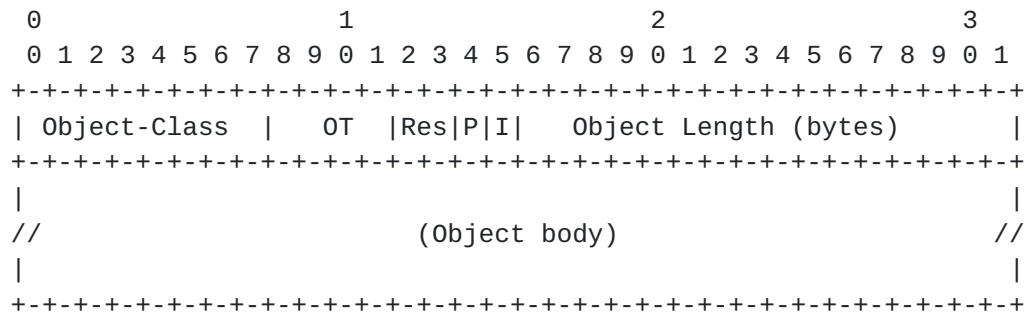 0                   1                   2                   3
 0 1 2 3 4 5 6 7 8 9 0 1 2 3 4 5 6 7 8 9 0 1 2 3 4 5 6 7 8 9 0 1
+-+-+-+-+-+-+-+-+-+-+-+-+-+-+-+-+-+-+-+-+-+-+-+-+-+-+-+-+-+-+-+-+
| Object-Class  |   OT  |Res|P|I|   Object Length (bytes)       |
+-+-+-+-+-+-+-+-+-+-+-+-+-+-+-+-+-+-+-+-+-+-+-+-+-+-+-+-+-+-+-+-+
|                                                               |
//                        (Object body)                        //
|                                                               |
+-+-+-+-+-+-+-+-+-+-+-+-+-+-+-+-+-+-+-+-+-+-+-+-+-+-+-+-+-+-+-+-+